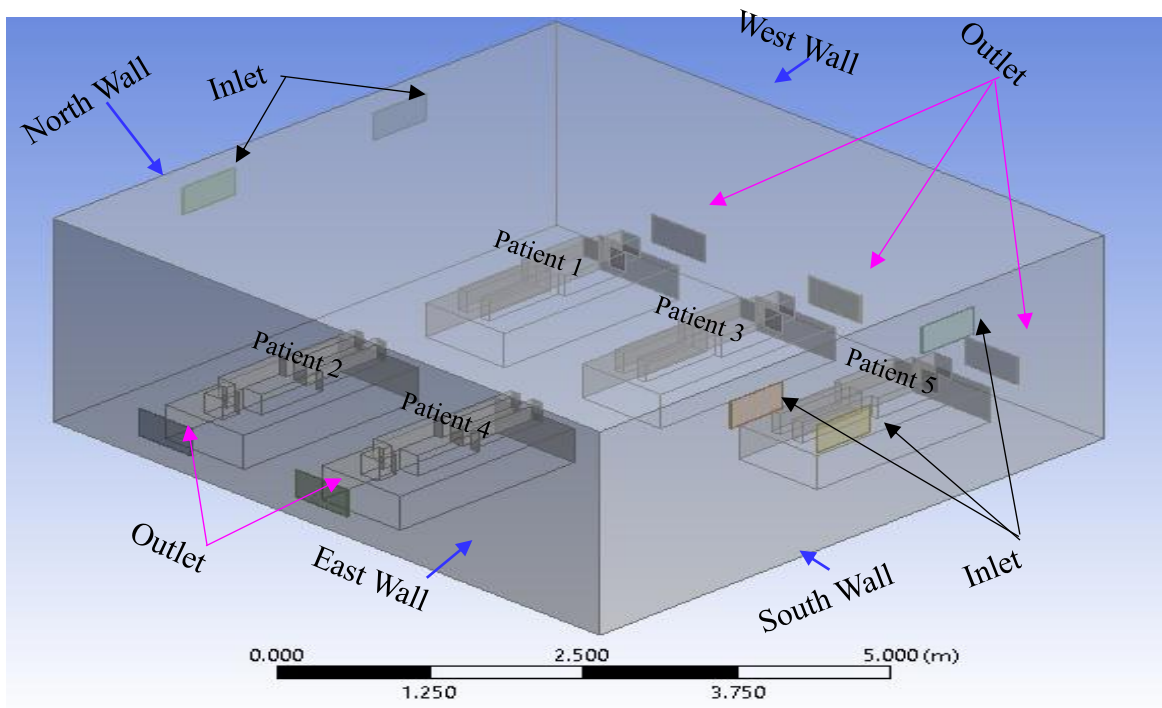 West Wall
Outlet
Inlet
North Wall
Patient 1
Patient 3
Patient 2
Patient 5
Patient 4
Outlet
East Wall
South Wall
Inlet
0.000
2.500
5.000 (m)
1.250
3.750